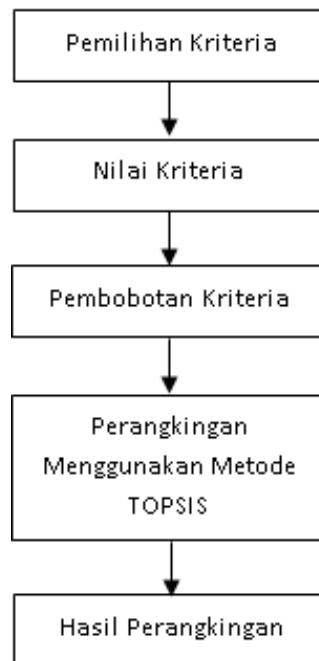 Pemilihan Kriteria
Nilai Kriteria
Pembobotan Kriteria
Perangkingan
Menggunakan Metode
TOPSIS
Hasil Perangkingan